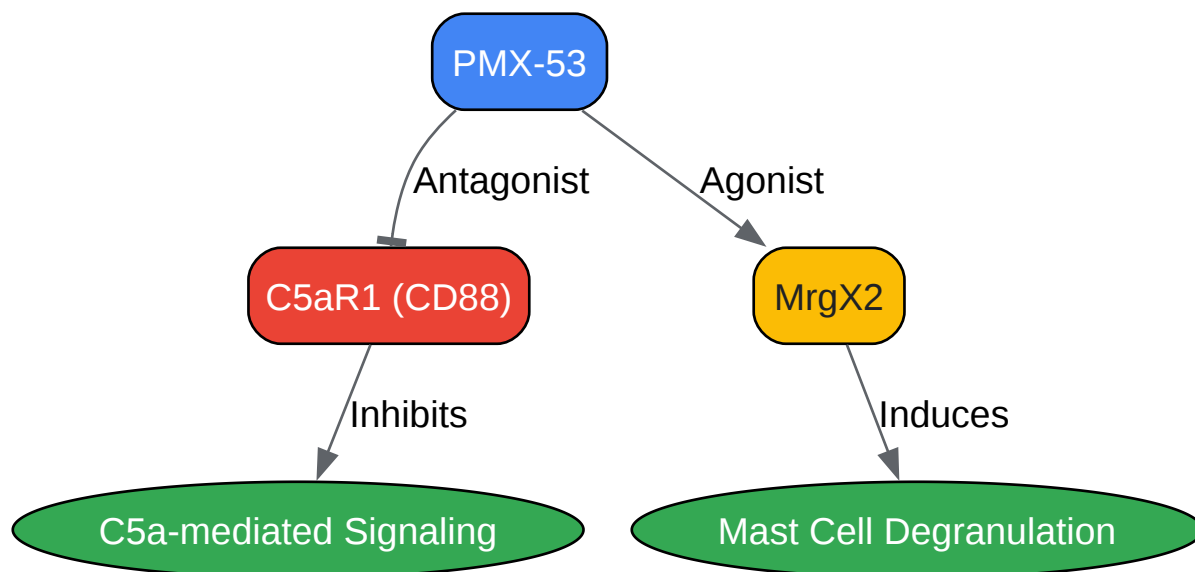 PMX-53
Antagonist
Agonist
C5aR1 (CD88)
MrgX2
Inhibits
Induces
C5a-mediated Signaling
Mast Cell Degranulation